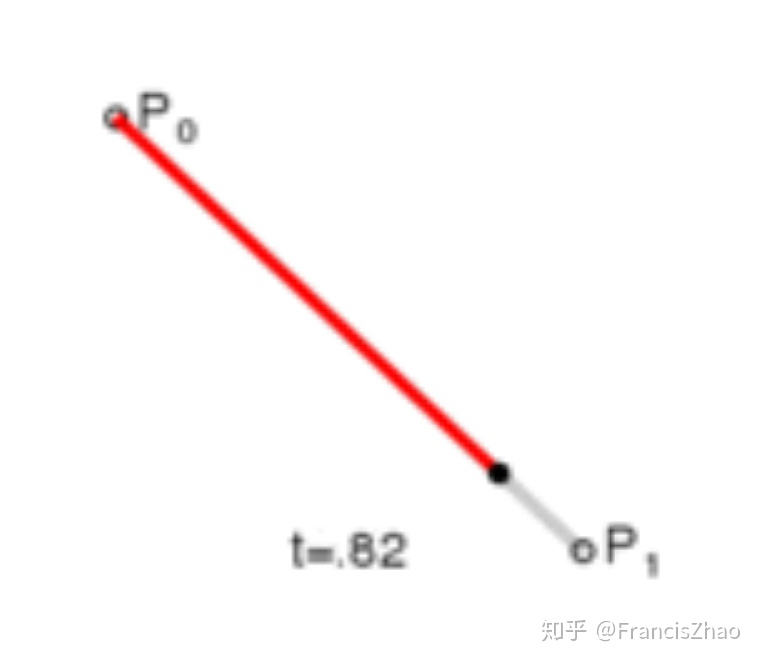 P₀
t=.82
P₁
知乎 @FrancisZhao